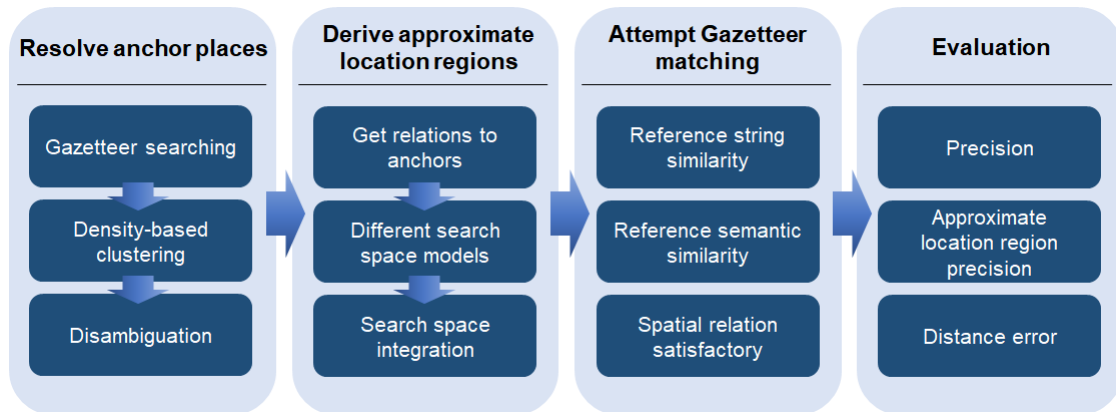 Resolve anchor places
Gazetteer searching
Density-based
clustering
Disambiguation
Derive approximate
location regions
Get relations to
anchors
Different search
space models
Search space
integration
Attempt Gazetteer
matching
Reference string
similarity
Reference semantic
similarity
Spatial relation
satisfactory
Evaluation
Precision
Approximate
location region
precision
Distance error